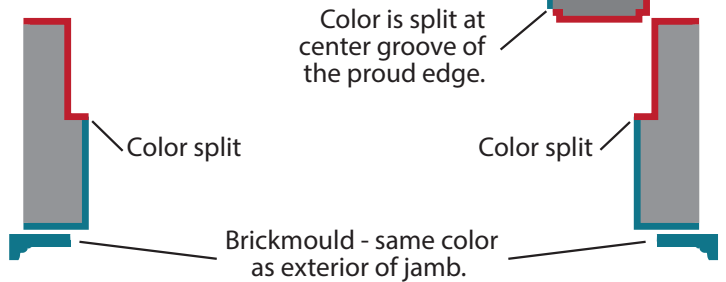 Color is split at
center groove of
the proud edge.
Color split
Color split
Brickmould - same color
as exterior of jamb.